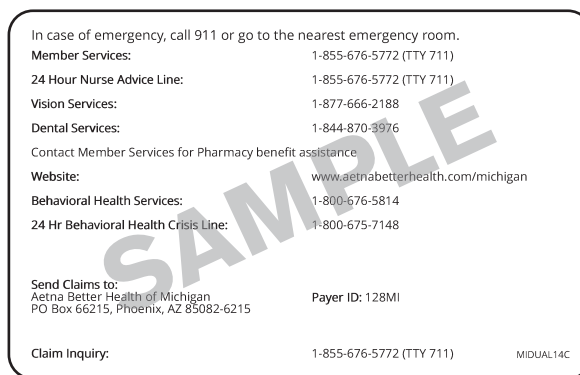 In case of emergency, call 911 or go to the nearest emergency room.
Member Services: 1-855-676-5772 (TTY 711)
24 Hour Nurse Advice Line: 1-855-676-5772 (TTY 711)
Vision Services: 1-877-666-2188
Dental Services: 1-844-870-3976
Contact Member Services for Pharmacy benefit assistance
Website: www.aetnabetterhealth.com/michigan
Behavioral Health Services: 1-800-676-5814
24 Hr Behavioral Health Crisis Line: 1-800-675-7148
SAMPLE
Send Claims to:
Aetna Better Health of Michigan Payer ID: 128MI
PO Box 66215, Phoenix, AZ 85082-6215
Claim Inquiry: 1-855-676-5772 (TTY 711) MIDUAL14C